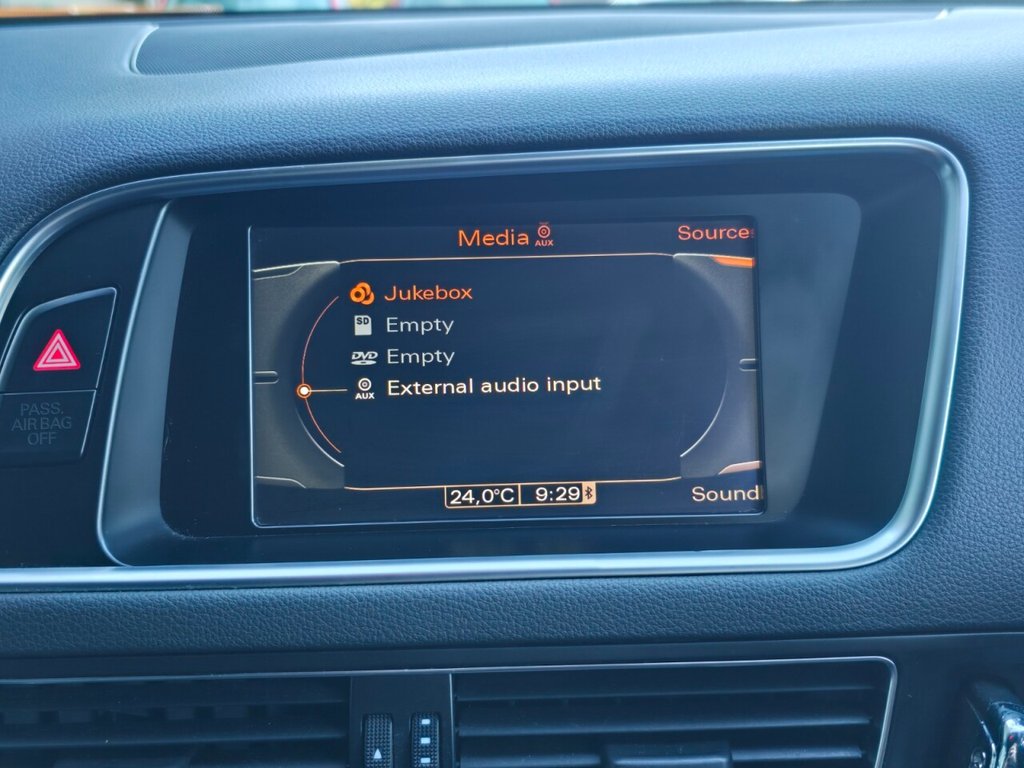 Media AUX
Source
Jukebox
SD Empty
DVD Empty
AUX External audio input
24,0°C 9:29
Sound
PASS.
AIR BAG
OFF